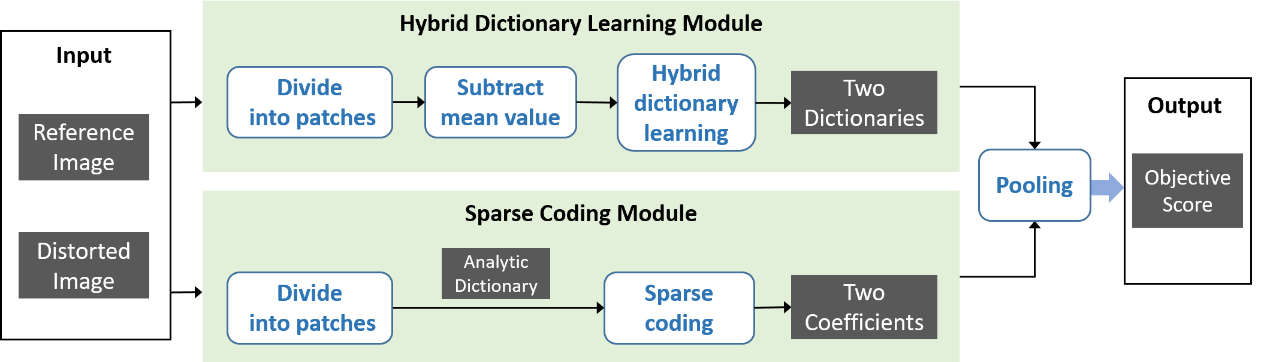 Input
Reference
Image
Distorted
Image
Hybrid Dictionary Learning Module
Divide
into patches
Subtract
mean value
Hybrid
dictionary
learning
Two
Dictionaries
Sparse Coding Module
Divide
into patches
Analytic
Dictionary
Sparse
coding
Two
Coefficients
Pooling
Output
Objective
Score